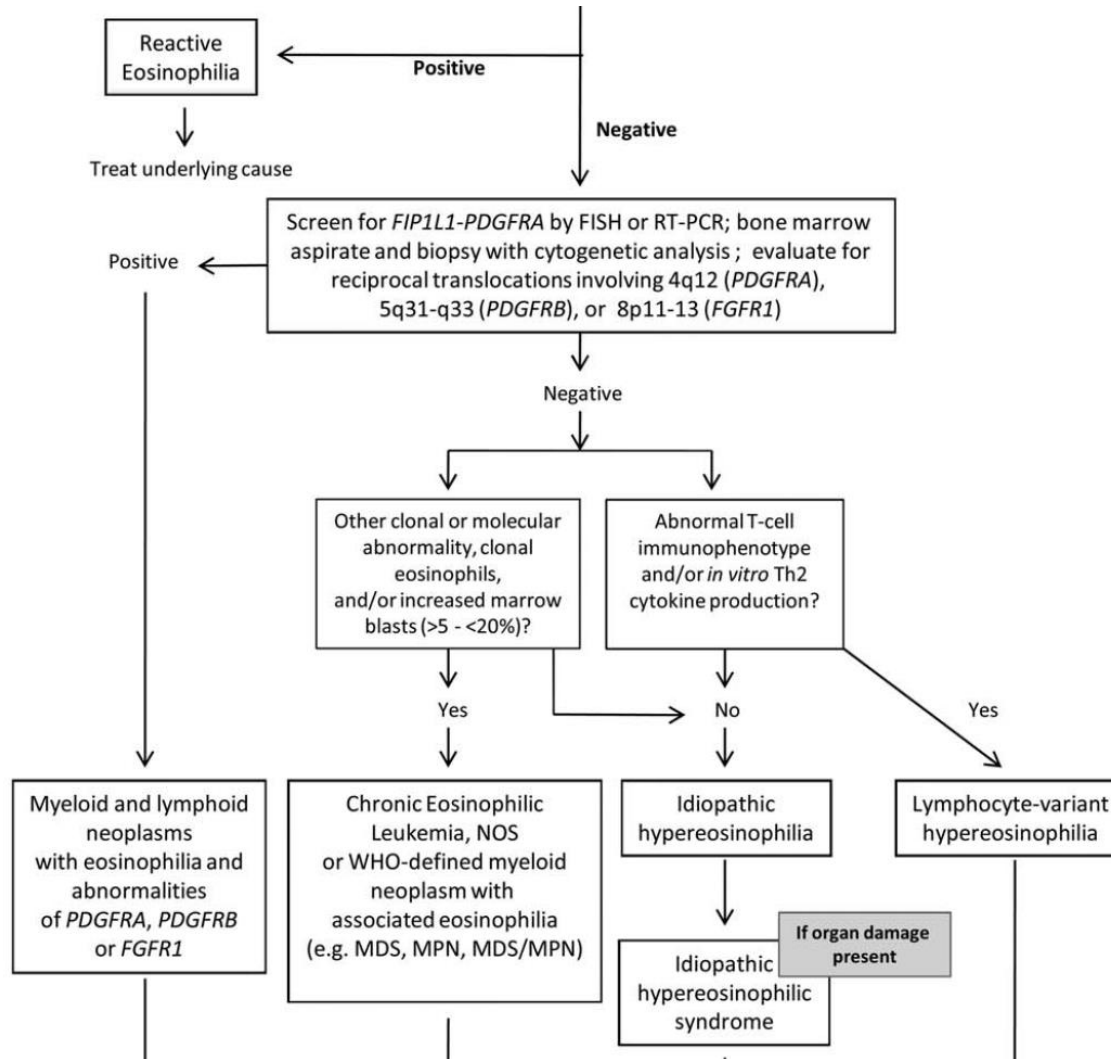 Reactive
Eosinophilia
Positive
Negative
Treat underlying cause
Screen for FIP1L1-PDGFRA by FISH or RT-PCR; bone marrow
aspirate and biopsy with cytogenetic analysis ; evaluate for
reciprocal translocations involving 4q12 (PDGFRA),
5q31-q33 (PDGFRB), or 8p11-13 (FGFR1)
Positive
Negative
Other clonal or molecular
abnormality, clonal
eosinophils,
and/or increased marrow
blasts (>5 - <20%)?
Abnormal T-cell
immunophenotype
and/or in vitro Th2
cytokine production?
Yes
No
Yes
Myeloid and lymphoid
neoplasms
with eosinophilia and
abnormalities
of PDGFRA, PDGFRB
or FGFR1
Chronic Eosinophilic
Leukemia, NOS
or WHO-defined myeloid
neoplasm with
associated eosinophilia
(e.g. MDS, MPN, MDS/MPN)
Idiopathic
hypereosinophilia
Lymphocyte-variant
hypereosinophilia
If organ damage
present
Idiopathic
hypereosinophilic
syndrome